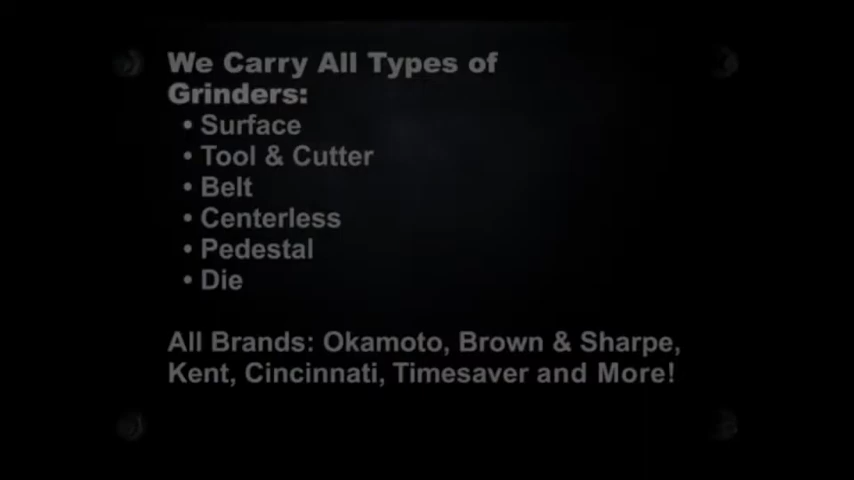 We Carry All Types of
Grinders:
• Surface
• Tool & Cutter
• Belt
• Centerless
• Pedestal
• Die
All Brands: Okamoto, Brown & Sharpe,
Kent, Cincinnati, Timesaver and More!